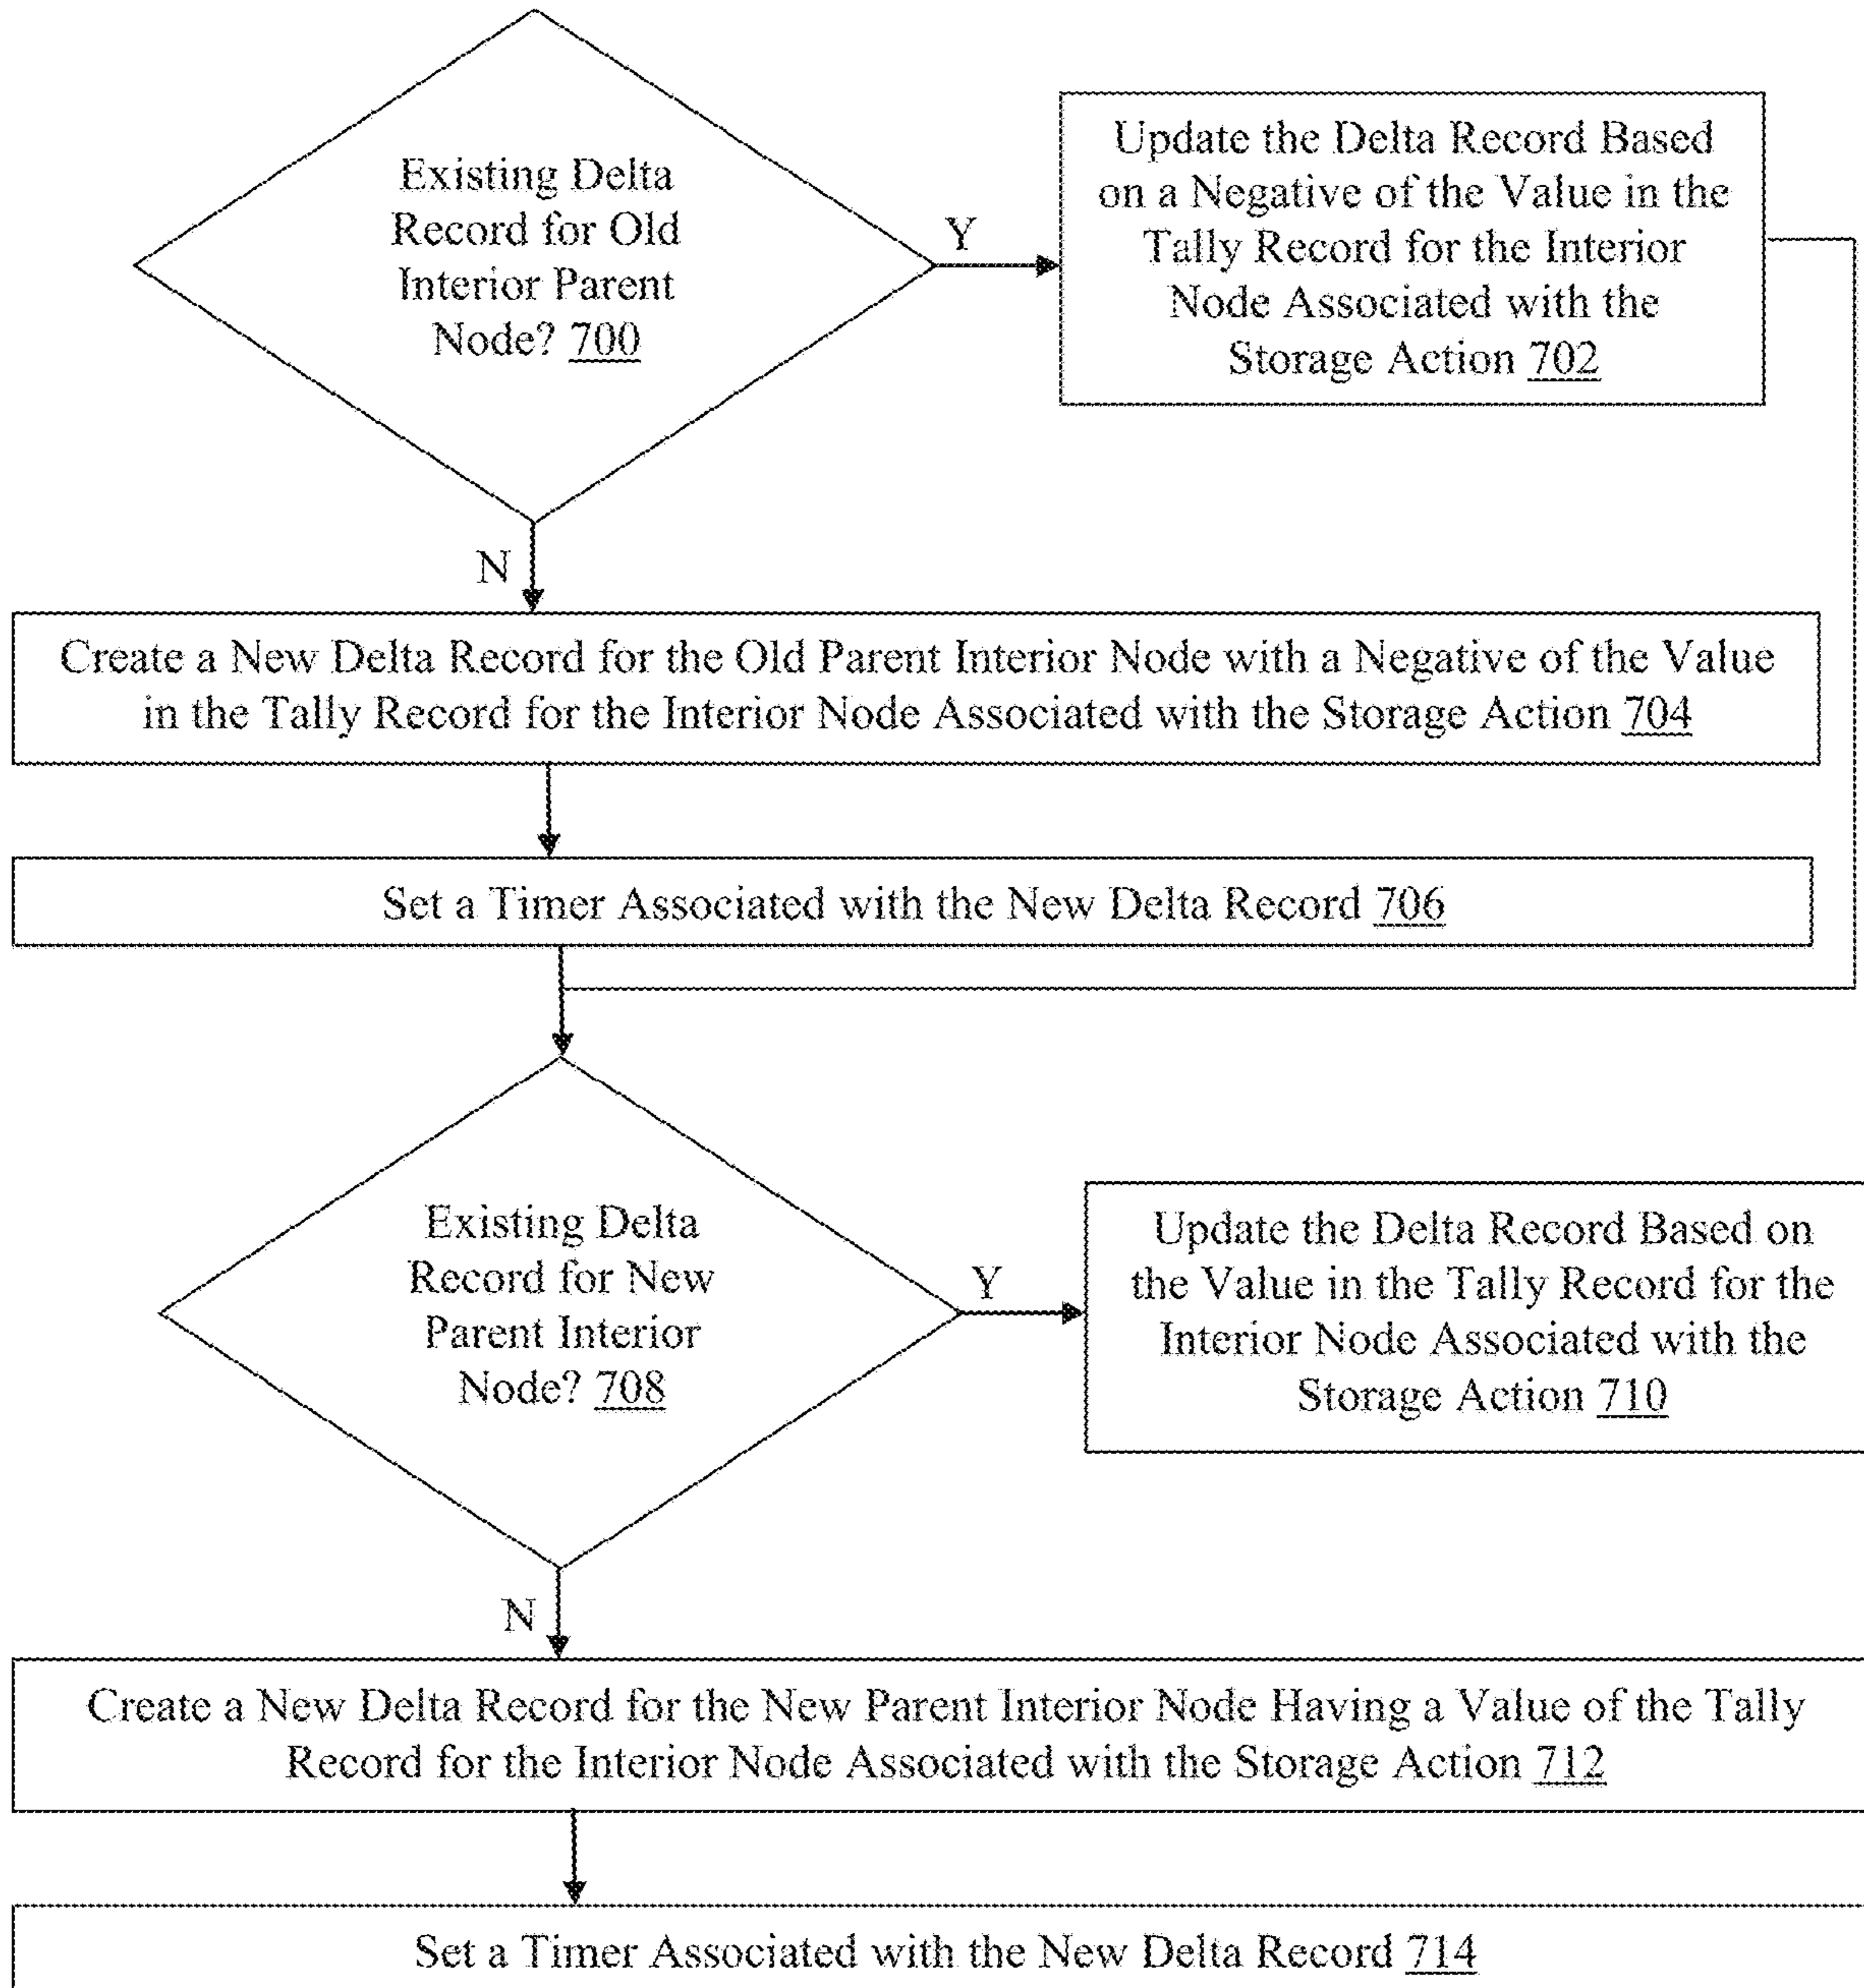 Existing Delta
Record for Old
Interior Parent
Node? 700
Y
Update the Delta Record Based
on a Negative of the Value in the
Tally Record for the Interior
Node Associated with the
Storage Action 702
N
Create a New Delta Record for the Old Parent Interior Node with a Negative of the Value
in the Tally Record for the Interior Node Associated with the Storage Action 704
Set a Timer Associated with the New Delta Record 706
Existing Delta
Record for New
Parent Interior
Node? 708
Y
Update the Delta Record Based on
the Value in the Tally Record for the
Interior Node Associated with the
Storage Action 710
N
Create a New Delta Record for the New Parent Interior Node Having a Value of the Tally
Record for the Interior Node Associated with the Storage Action 712
Set a Timer Associated with the New Delta Record 714